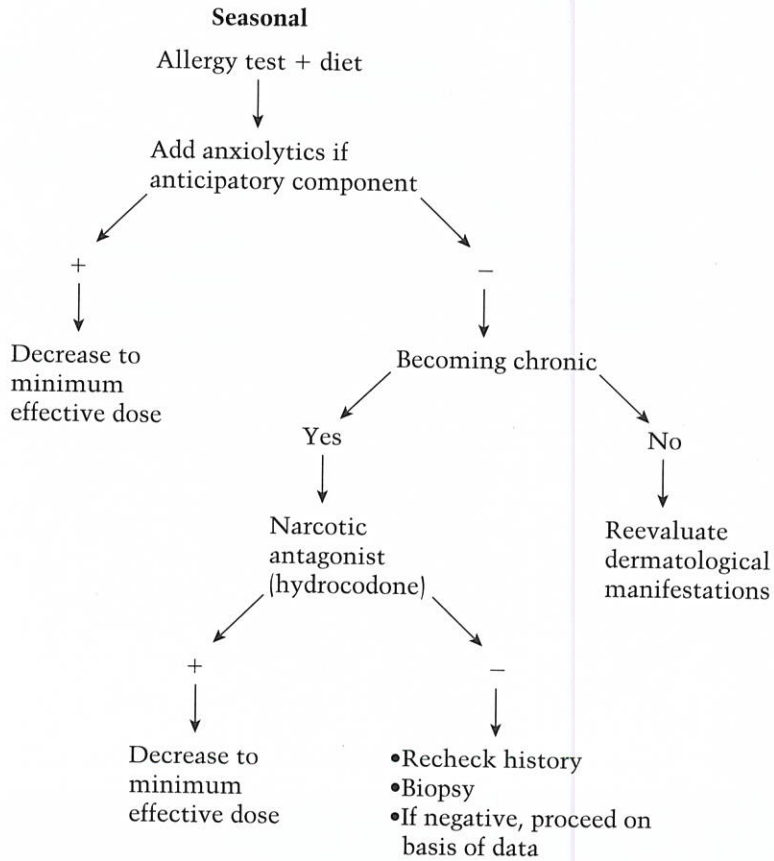 Seasonal
Allergy test + diet
Add anxiolytics if
anticipatory component
+
−
Decrease to
minimum
effective dose
Becoming chronic
Yes
No
Narcotic
antagonist
(hydrocodone)
Reevaluate
dermatological
manifestations
+
−
Decrease to
minimum
effective dose
•Recheck history
•Biopsy
•If negative, proceed on
basis of data